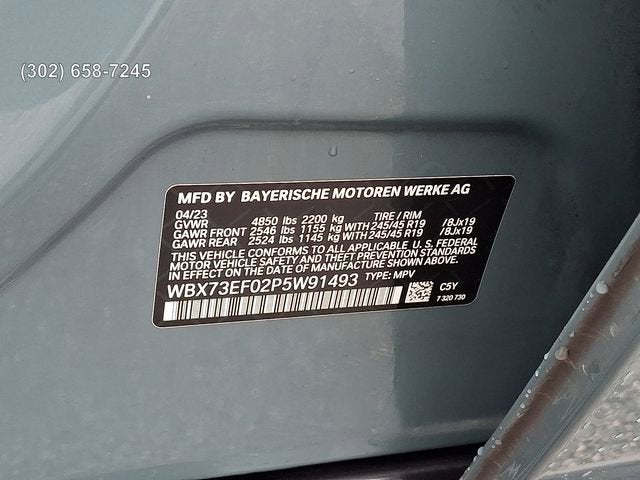 (302) 658-7245
MFD BY BAYERISCHE MOTOREN WERKE AG
04/23
GVWR 4850 lbs 2200 kg TIRE / RIM
GAWR FRONT 2546 lbs 1155 kg WITH 245/45 R19 /8Jx19
GAWR REAR 2524 lbs 1145 kg WITH 245/45 R19 /8Jx19
THIS VEHICLE CONFORMS TO ALL APPLICABLE U.S. FEDERAL
MOTOR VEHICLE SAFETY AND THEFT PREVENTION STANDARDS
IN EFFECT ON THE DATE OF MANUFACTURE SHOWN ABOVE.
WBX73EF02P5W91493 TYPE: MPV
C5Y
7 320 730